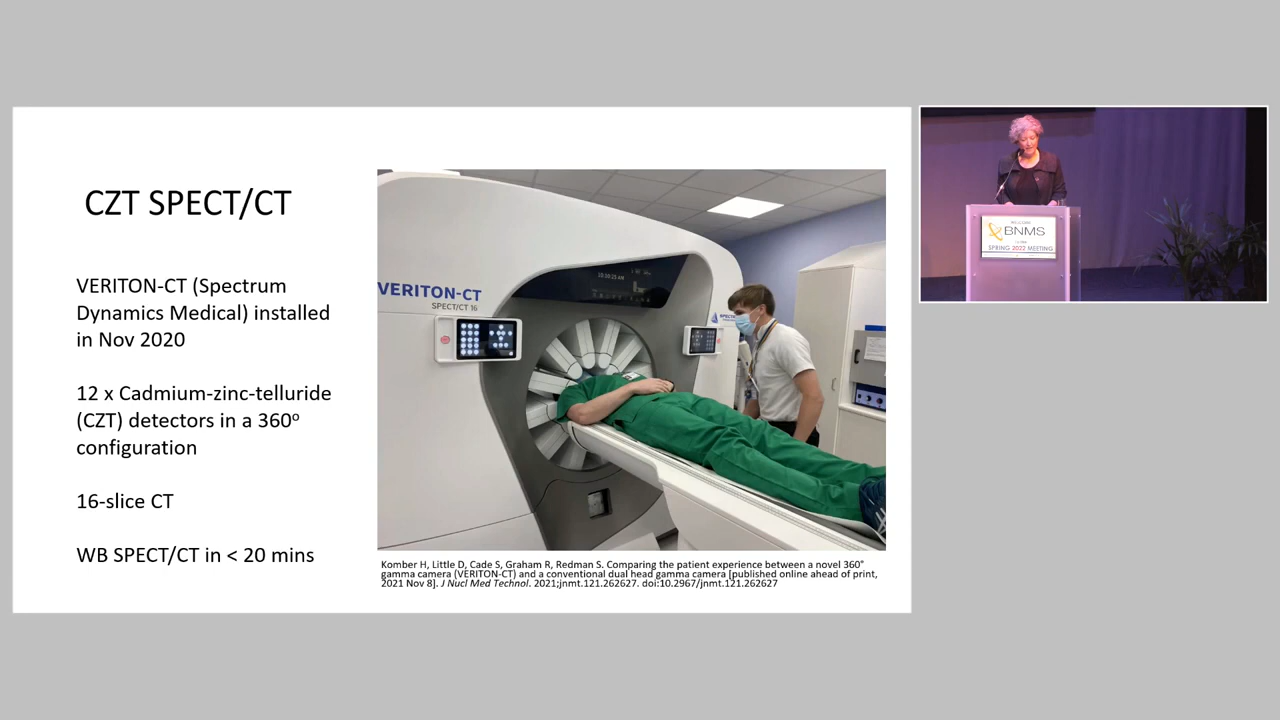 CZT SPECT/CT
VERITON-CT (Spectrum
Dynamics Medical) installed
in Nov 2020
12 x Cadmium-zinc-telluride
(CZT) detectors in a 360°
configuration
16-slice CT
WB SPECT/CT in < 20 mins
VERITON-CT
SPECT/CT 16
Komber H, Little D, Cade S, Graham R, Redman S. Comparing the patient experience between a novel 360°
gamma camera (VERITON-CT) and a conventional dual head gamma camera [published online ahead of print,
2021 Nov 8]. J Nucl Med Technol. 2021;jnmt.121.262627. doi:10.2967/jnmt.121.262627
BNMS
SPRING 2022 MEETING